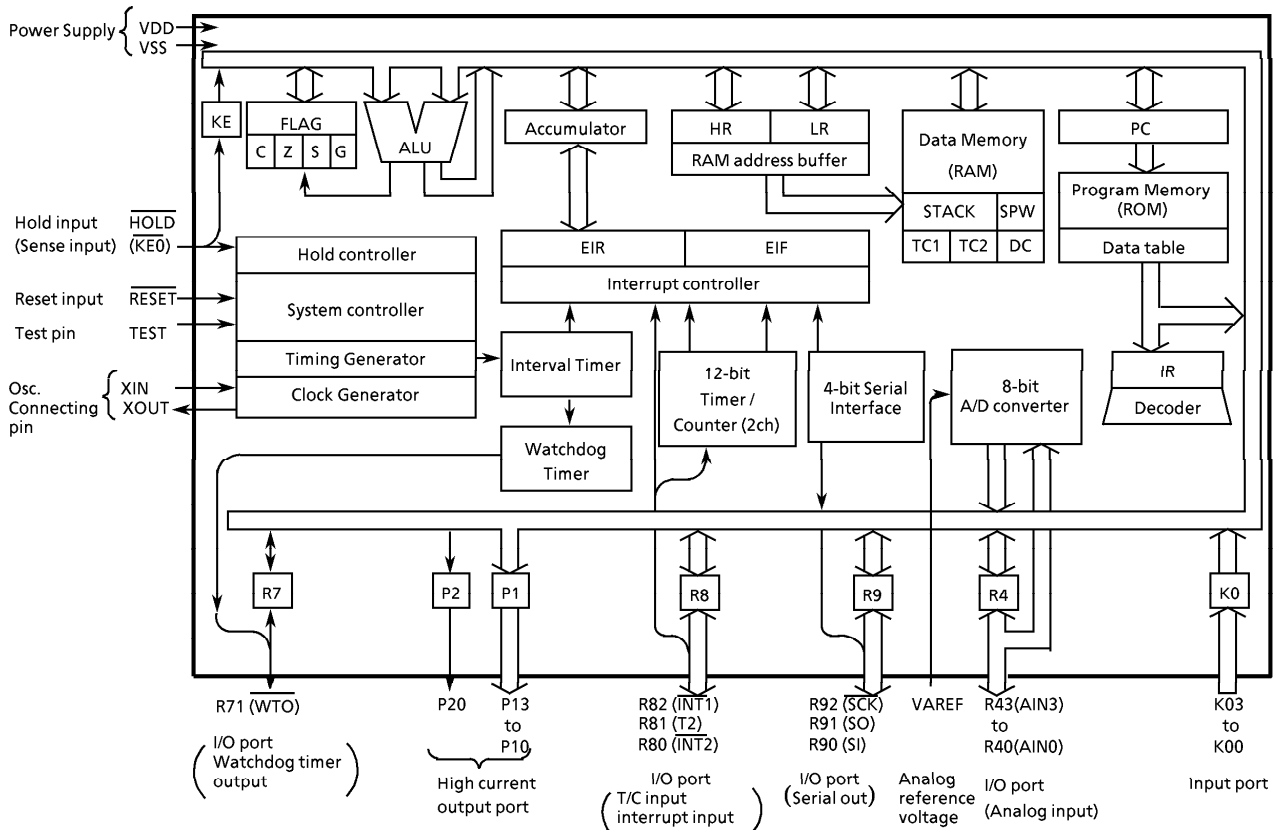 Power Supply
VDD
VSS
KE
FLAG
C Z S G
ALU
Accumulator
HR LR
RAM address buffer
Data Memory
(RAM)
STACK SPW
TC1 TC2 DC
PC
Program Memory
(ROM)
Data table
Hold input
(Sense input)
HOLD
(KE0)
Reset input RESET
Test pin TEST
Osc.
Connecting
pin
XIN
XOUT
Hold controller
System controller
Timing Generator
Clock Generator
EIR EIF
Interrupt controller
Interval Timer
Watchdog
Timer
12-bit
Timer /
Counter (2ch)
4-bit Serial
Interface
8-bit
A/D converter
IR
Decoder
R7
P2
P1
R8
R9
R4
K0
R71 (WTO)
I/O port
Watchdog timer
output
P20
P13
to
P10
High current
output port
R82 (INT1)
R81 (T2)
R80 (INT2)
I/O port
T/C input
interrupt input
R92 (SCK)
R91 (SO)
R90 (SI)
I/O port
(Serial out)
VAREF
Analog
reference
voltage
R43(AIN3)
to
R40(AIN0)
I/O port
(Analog input)
K03
to
K00
Input port